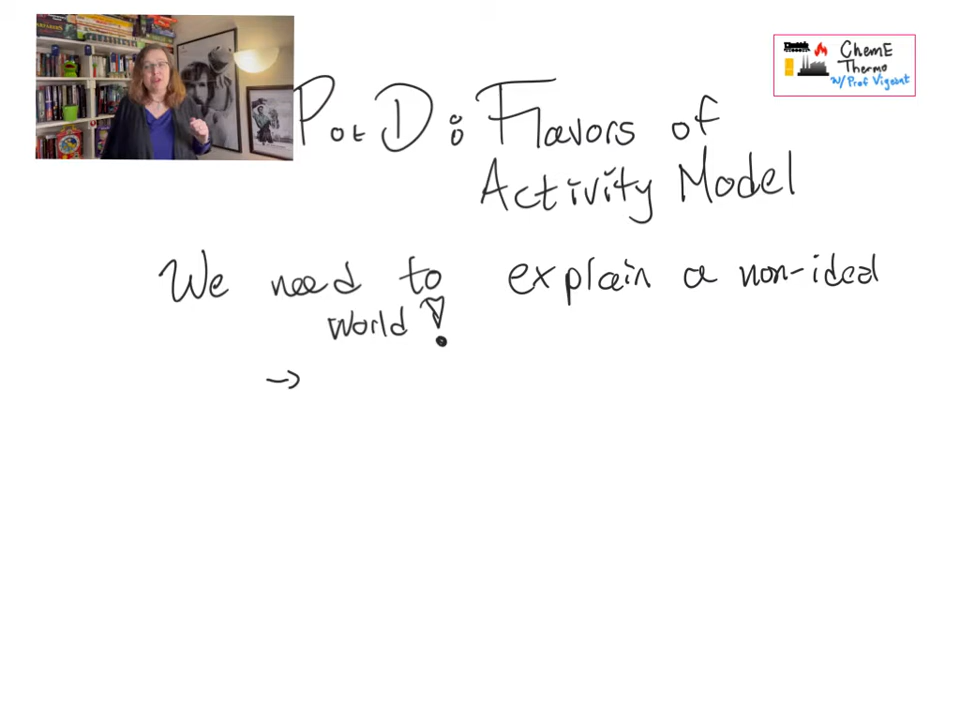 ChemE
Thermo
w/Prof Vigeant
PotD: Flavors of
Activity Model
We need to explain a non-ideal
World!
→